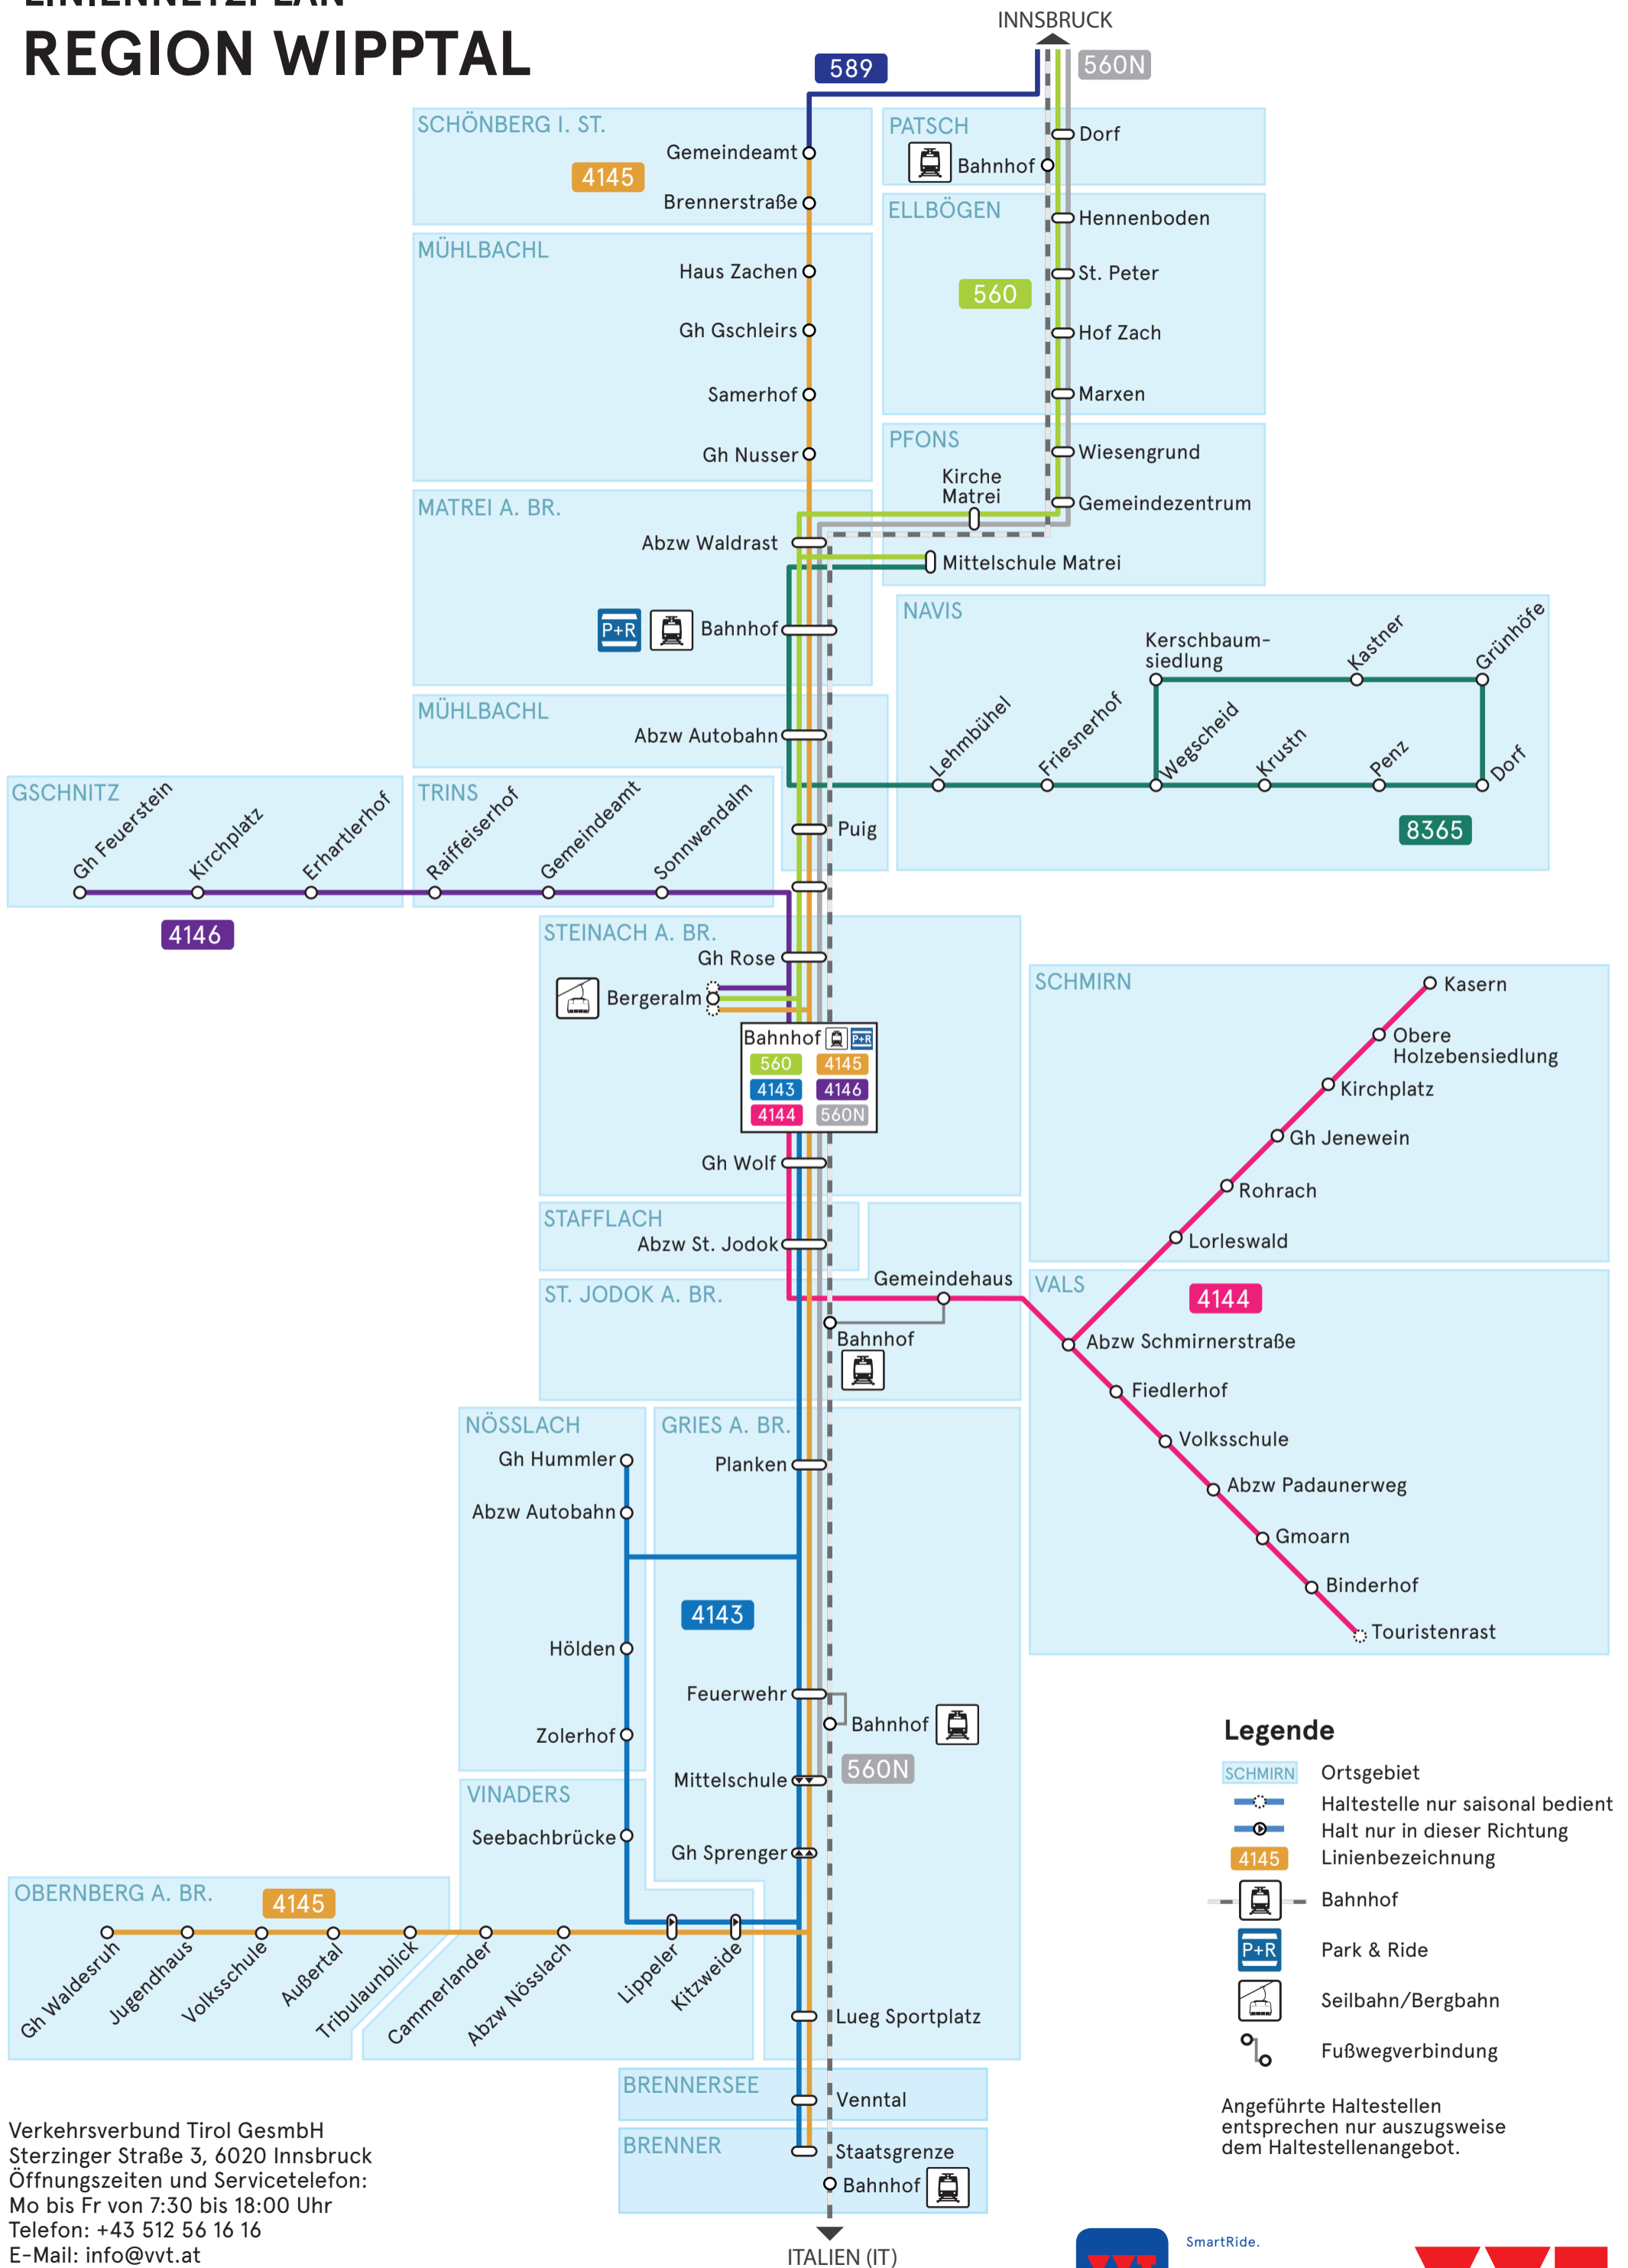 LINIENNETZPLAN
REGION WIPPTAL
INNSBRUCK
589
560N
SCHÖNBERG I. ST.
Gemeindeamt
4145
Brennerstraße
PATSCH
Dorf
Bahnhof
MÜHLBACHL
Haus Zachen
Gh Gschleirs
Samerhof
Gh Nusser
ELLBÖGEN
Hennenboden
St. Peter
560
Hof Zach
Marxen
PFONS
Wiesengrund
Kirche
Matrei
Gemeindezentrum
Mittelschule Matrei
MATREI A. BR.
Abzw Waldrast
P+R
Bahnhof
MÜHLBACHL
Abzw Autobahn
Puig
NAVIS
Kerschbaum-
siedlung
Kastner
Grünhöfe
Lehmbühel
Friesnerhof
Wegscheid
Krustn
Penz
Dorf
8365
GSCHNITZ
Gh Feuerstein
Kirchplatz
Erhartlerhof
TRINS
Raiffeiserhof
Gemeindeamt
Sonnwendalm
4146
STEINACH A. BR.
Gh Rose
Bergeralm
Bahnhof P+R
560 4145
4143 4146
4144 560N
Gh Wolf
SCHMIRN
Kasern
Obere
Holzebensiedlung
Kirchplatz
Gh Jenewein
Rohrach
Lorleswald
STAFFLACH
Abzw St. Jodok
ST. JODOK A. BR.
Gemeindehaus
Bahnhof
VALS
4144
Abzw Schmirnerstraße
Fiedlerhof
Volksschule
Abzw Padaunerweg
Gmoarn
Binderhof
Touristenrast
NÖSSLACH
Gh Hummler
Abzw Autobahn
Hölden
Zolerhof
GRIES A. BR.
Planken
4143
Feuerwehr
Bahnhof
560N
Mittelschule
Gh Sprenger
VINADERS
Seebachbrücke
OBERNBERG A. BR.
4145
Gh Waldesruh
Jugendhaus
Volksschule
Außertal
Tribulaunblick
Cammerlander
Abzw Nösslach
Lippeler
Kitzweide
Lueg Sportplatz
BRENNERSEE
Venntal
BRENNER
Staatsgrenze
Bahnhof
ITALIEN (IT)
Legende
SCHMIRN Ortsgebiet
Haltestelle nur saisonal bedient
Halt nur in dieser Richtung
4145 Linienbezeichnung
Bahnhof
P+R Park & Ride
Seilbahn/Bergbahn
Fußwegverbindung
Angeführte Haltestellen
entsprechen nur auszugsweise
dem Haltestellenangebot.
Verkehrsverbund Tirol GesmbH
Sterzinger Straße 3, 6020 Innsbruck
Öffnungszeiten und Servicetelefon:
Mo bis Fr von 7:30 bis 18:00 Uhr
Telefon: +43 512 56 16 16
E-Mail: info@vvt.at
SmartRide.